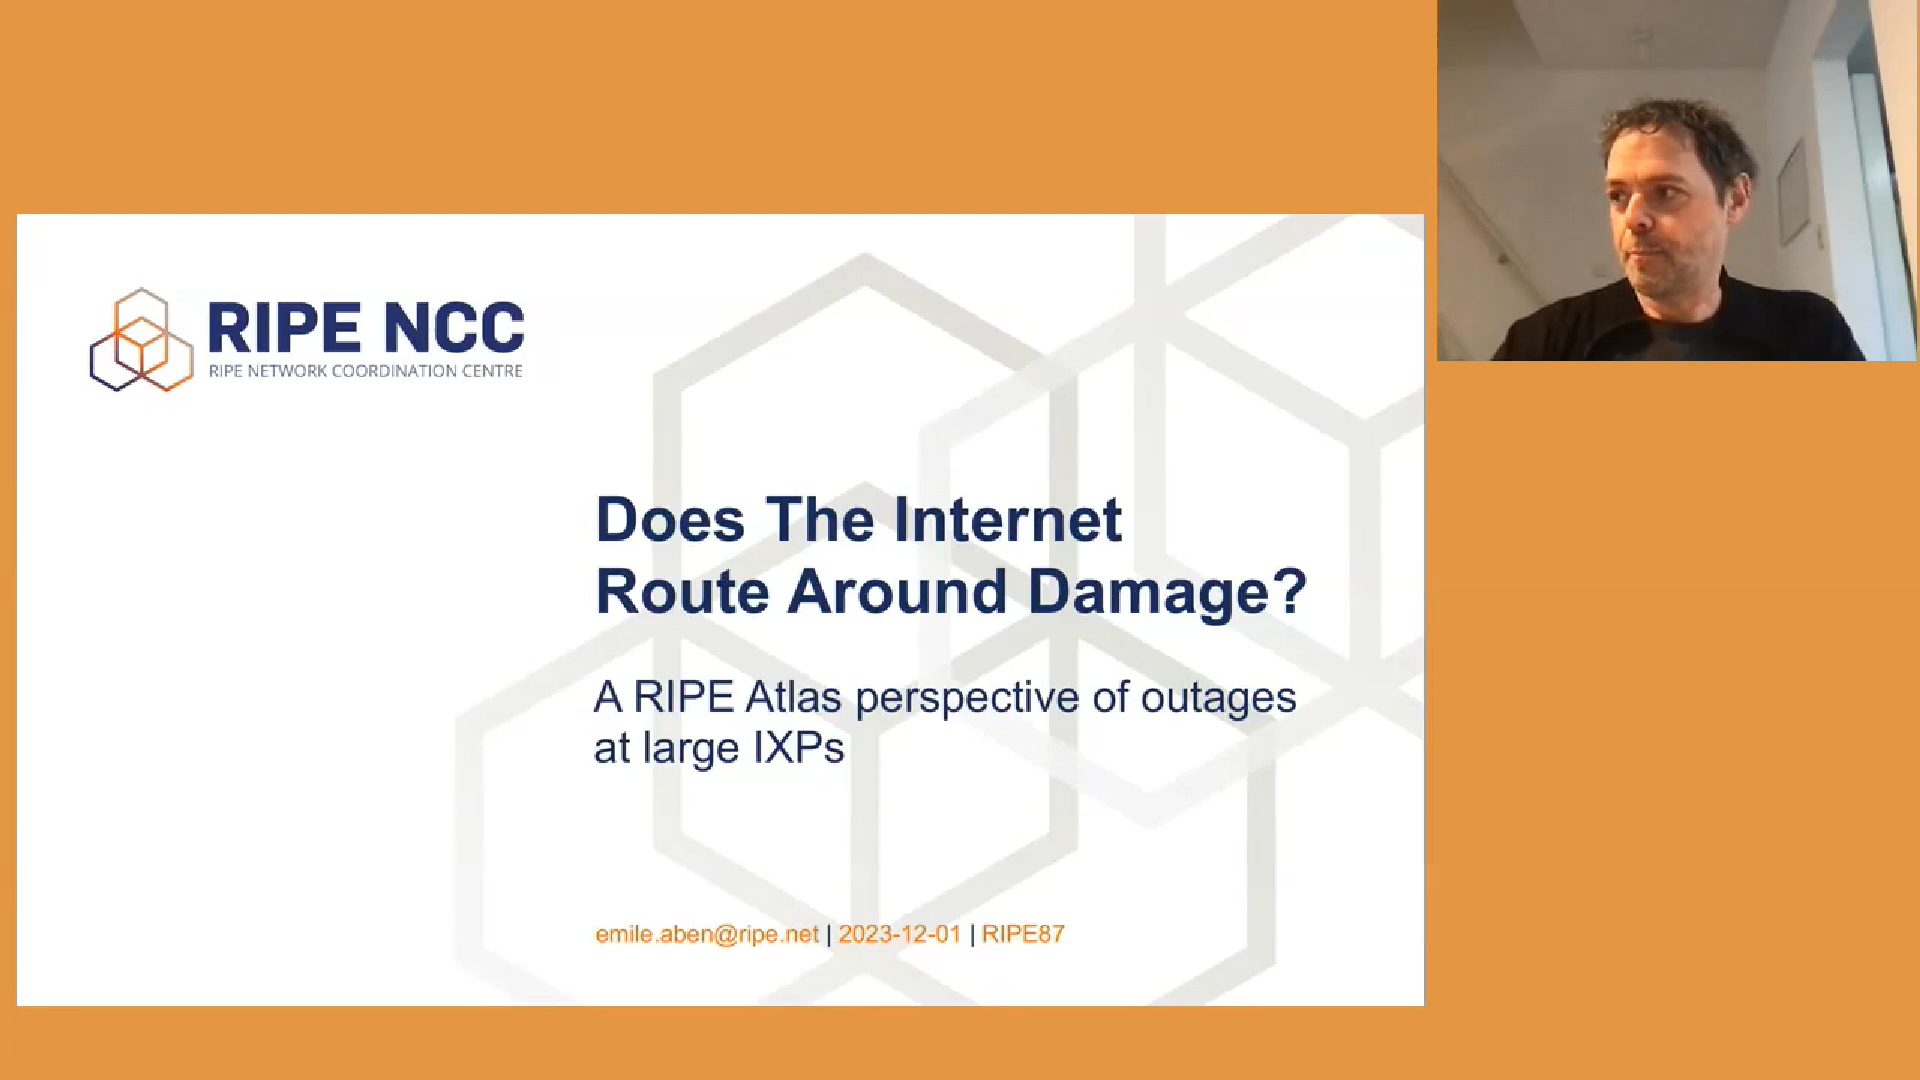 RIPE NCC
RIPE NETWORK COORDINATION CENTRE
Does The Internet
Route Around Damage?
A RIPE Atlas perspective of outages
at large IXPs
emile.aben@ripe.net | 2023-12-01 | RIPE87